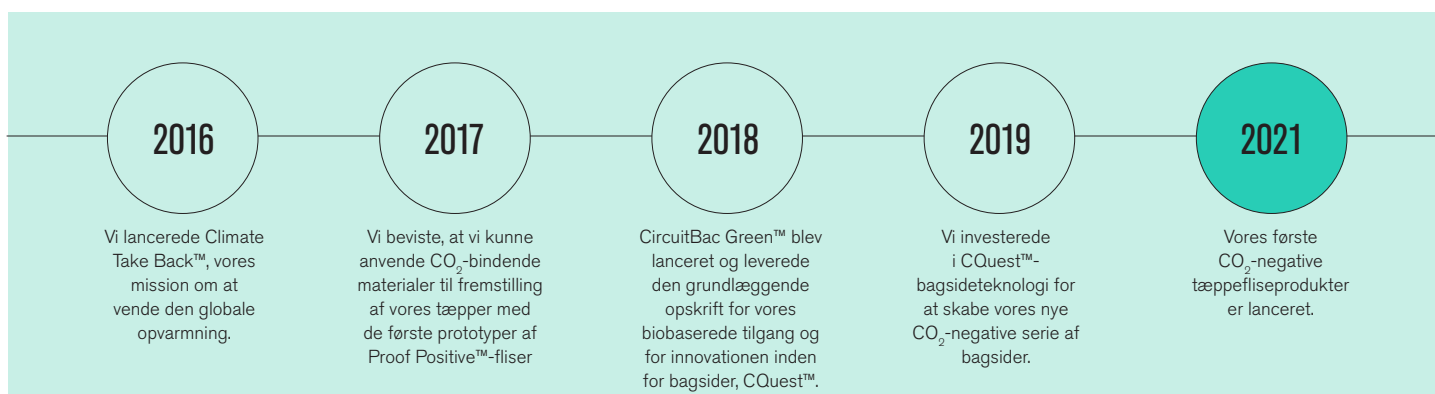 2016
Vi lancerede Climate
Take Back™, vores
mission om at
vende den globale
opvarmning.
2017
Vi beviste, at vi kunne
anvende CO₂-bindende
materialer til fremstilling
af vores tæpper med
de første prototyper af
Proof Positive™-fliser
2018
CircuitBac Green™ blev
lanceret og leverede
den grundlæggende
opskrift for vores
biobaserede tilgang og
for innovationen inden
for bagsider, CQuest™.
2019
Vi investerede
i CQuest™-
bagsideteknologi for
at skabe vores nye
CO₂-negative serie af
bagsider.
2021
Vores første
CO₂-negative
tæppefliseprodukter
er lanceret.